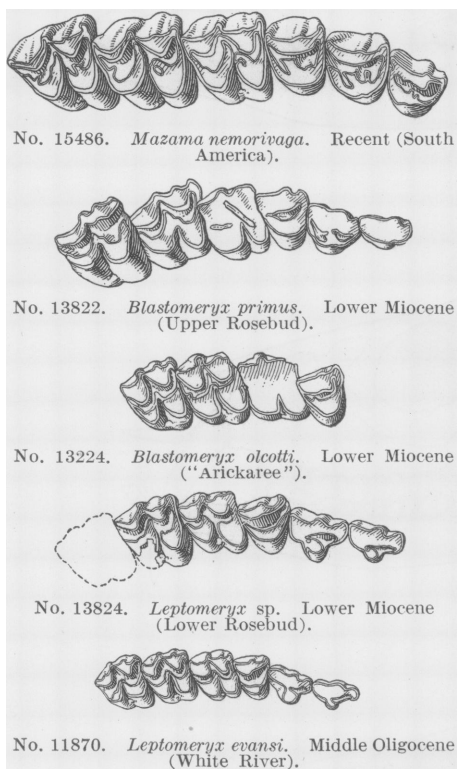 No. 15486. Mazama nemorivaga. Recent (South
America).
No. 13822. Blastomeryx primus. Lower Miocene
(Upper Rosebud).
No. 13224. Blastomeryx olcotti. Lower Miocene
("Arickaree").
No. 13824. Leptomeryx sp. Lower Miocene
(Lower Rosebud).
No. 11870. Leptomeryx evansi. Middle Oligocene
(White River).